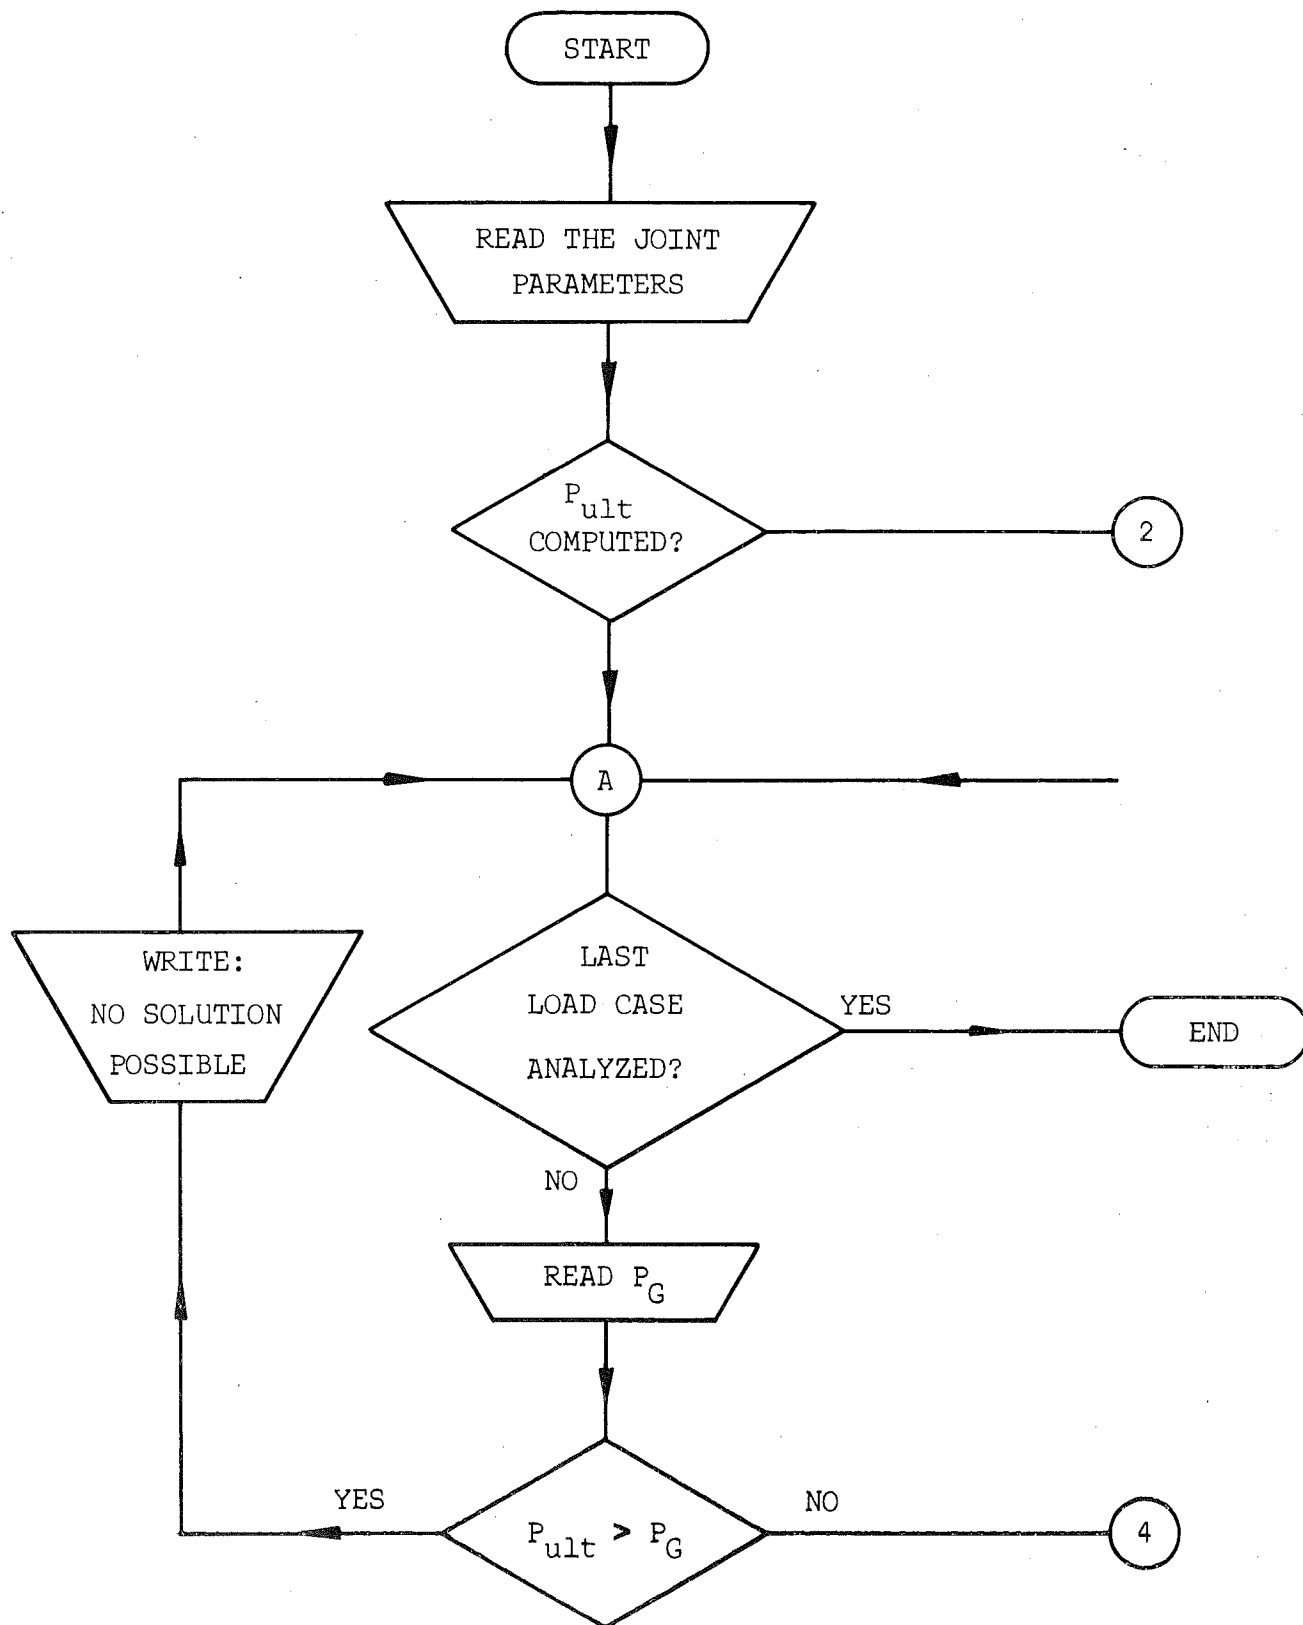 START
READ THE JOINT
PARAMETERS
P_ult
COMPUTED?
2
A
WRITE:
NO SOLUTION
POSSIBLE
LAST
LOAD CASE
ANALYZED?
YES
END
NO
READ P_G
YES
P_ult > P_G
NO
4